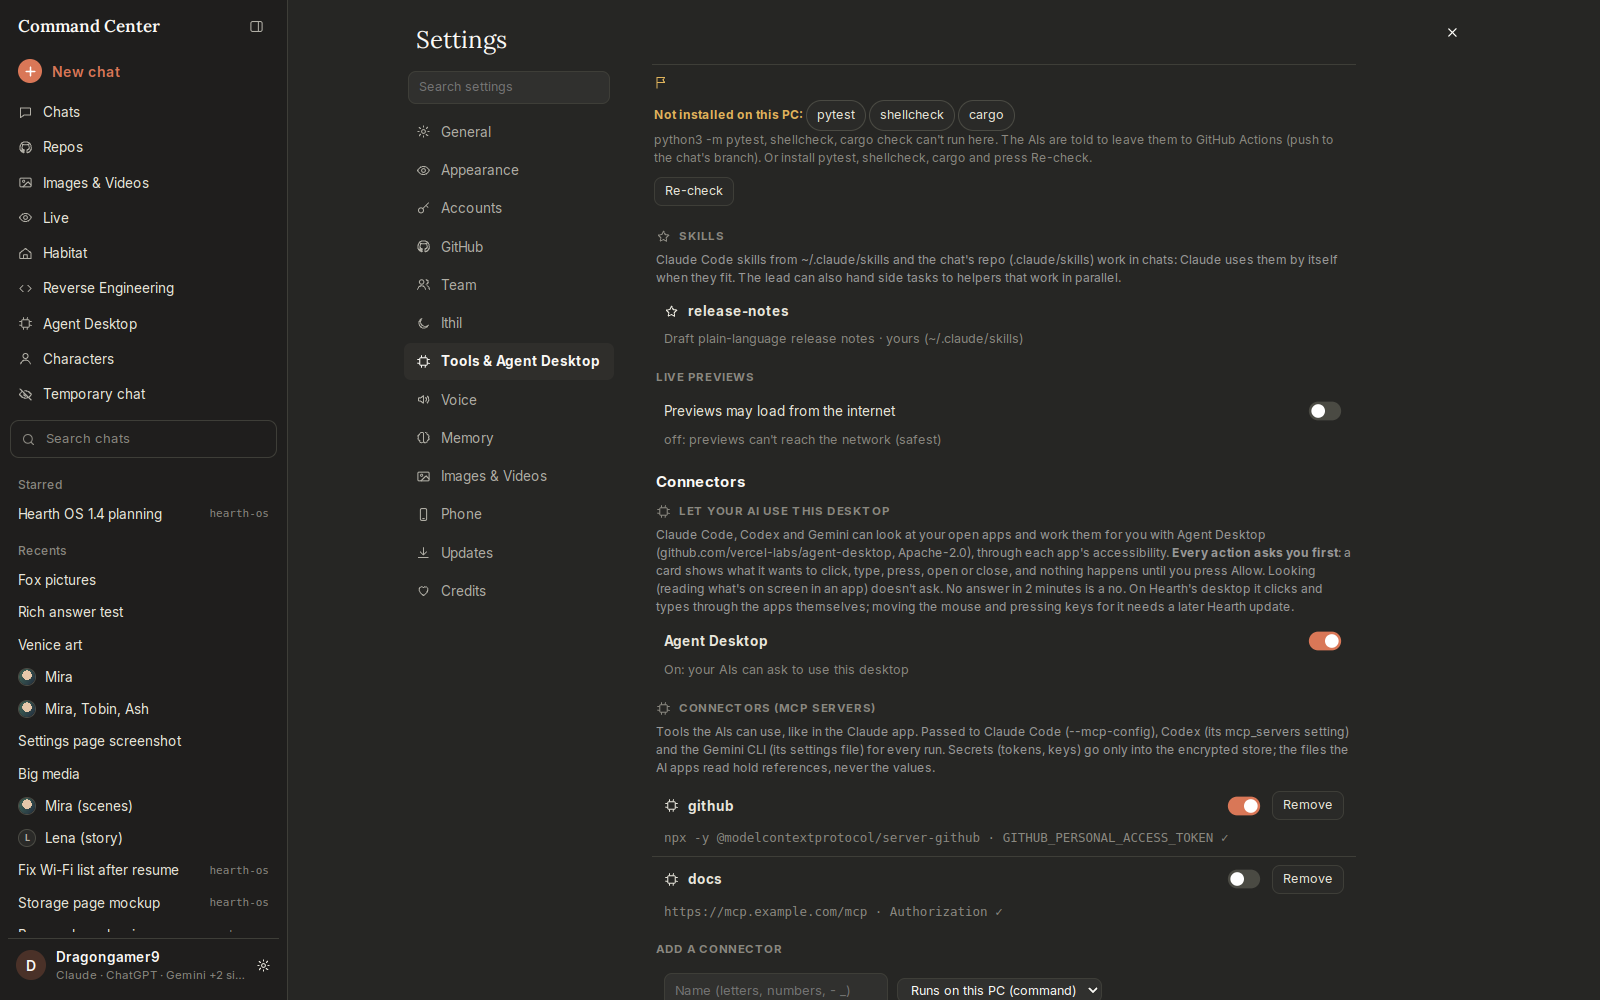 Command Center
New chat
Chats
Repos
Images & Videos
Live
Habitat
Reverse Engineering
Agent Desktop
Characters
Temporary chat
Search chats
Starred
Hearth OS 1.4 planning hearth-os
Recents
Fox pictures
Rich answer test
Venice art
Mira
Mira, Tobin, Ash
Settings page screenshot
Big media
Mira (scenes)
L Lena (story)
Fix Wi-Fi list after resume hearth-os
Storage page mockup hearth-os
D Dragongamer9
Claude · ChatGPT · Gemini +2 si...
Settings
Search settings
General
Appearance
Accounts
GitHub
Team
Ithil
Tools & Agent Desktop
Voice
Memory
Images & Videos
Phone
Updates
Credits
Not installed on this PC: pytest shellcheck cargo
python3 -m pytest, shellcheck, cargo check can't run here. The AIs are told to leave them to GitHub Actions (push to
the chat's branch). Or install pytest, shellcheck, cargo and press Re-check.
Re-check
SKILLS
Claude Code skills from ~/.claude/skills and the chat's repo (.claude/skills) work in chats: Claude uses them by itself
when they fit. The lead can also hand side tasks to helpers that work in parallel.
release-notes
Draft plain-language release notes · yours (~/.claude/skills)
LIVE PREVIEWS
Previews may load from the internet
off: previews can't reach the network (safest)
Connectors
LET YOUR AI USE THIS DESKTOP
Claude Code, Codex and Gemini can look at your open apps and work them for you with Agent Desktop
(github.com/vercel-labs/agent-desktop, Apache-2.0), through each app's accessibility. Every action asks you first: a
card shows what it wants to click, type, press, open or close, and nothing happens until you press Allow. Looking
(reading what's on screen in an app) doesn't ask. No answer in 2 minutes is a no. On Hearth's desktop it clicks and
types through the apps themselves; moving the mouse and pressing keys for it needs a later Hearth update.
Agent Desktop
On: your AIs can ask to use this desktop
CONNECTORS (MCP SERVERS)
Tools the AIs can use, like in the Claude app. Passed to Claude Code (--mcp-config), Codex (its mcp_servers setting)
and the Gemini CLI (its settings file) for every run. Secrets (tokens, keys) go only into the encrypted store; the files the
AI apps read hold references, never the values.
github Remove
npx -y @modelcontextprotocol/server-github · GITHUB_PERSONAL_ACCESS_TOKEN ✓
docs Remove
https://mcp.example.com/mcp · Authorization ✓
ADD A CONNECTOR
Name (letters, numbers, - _) Runs on this PC (command)